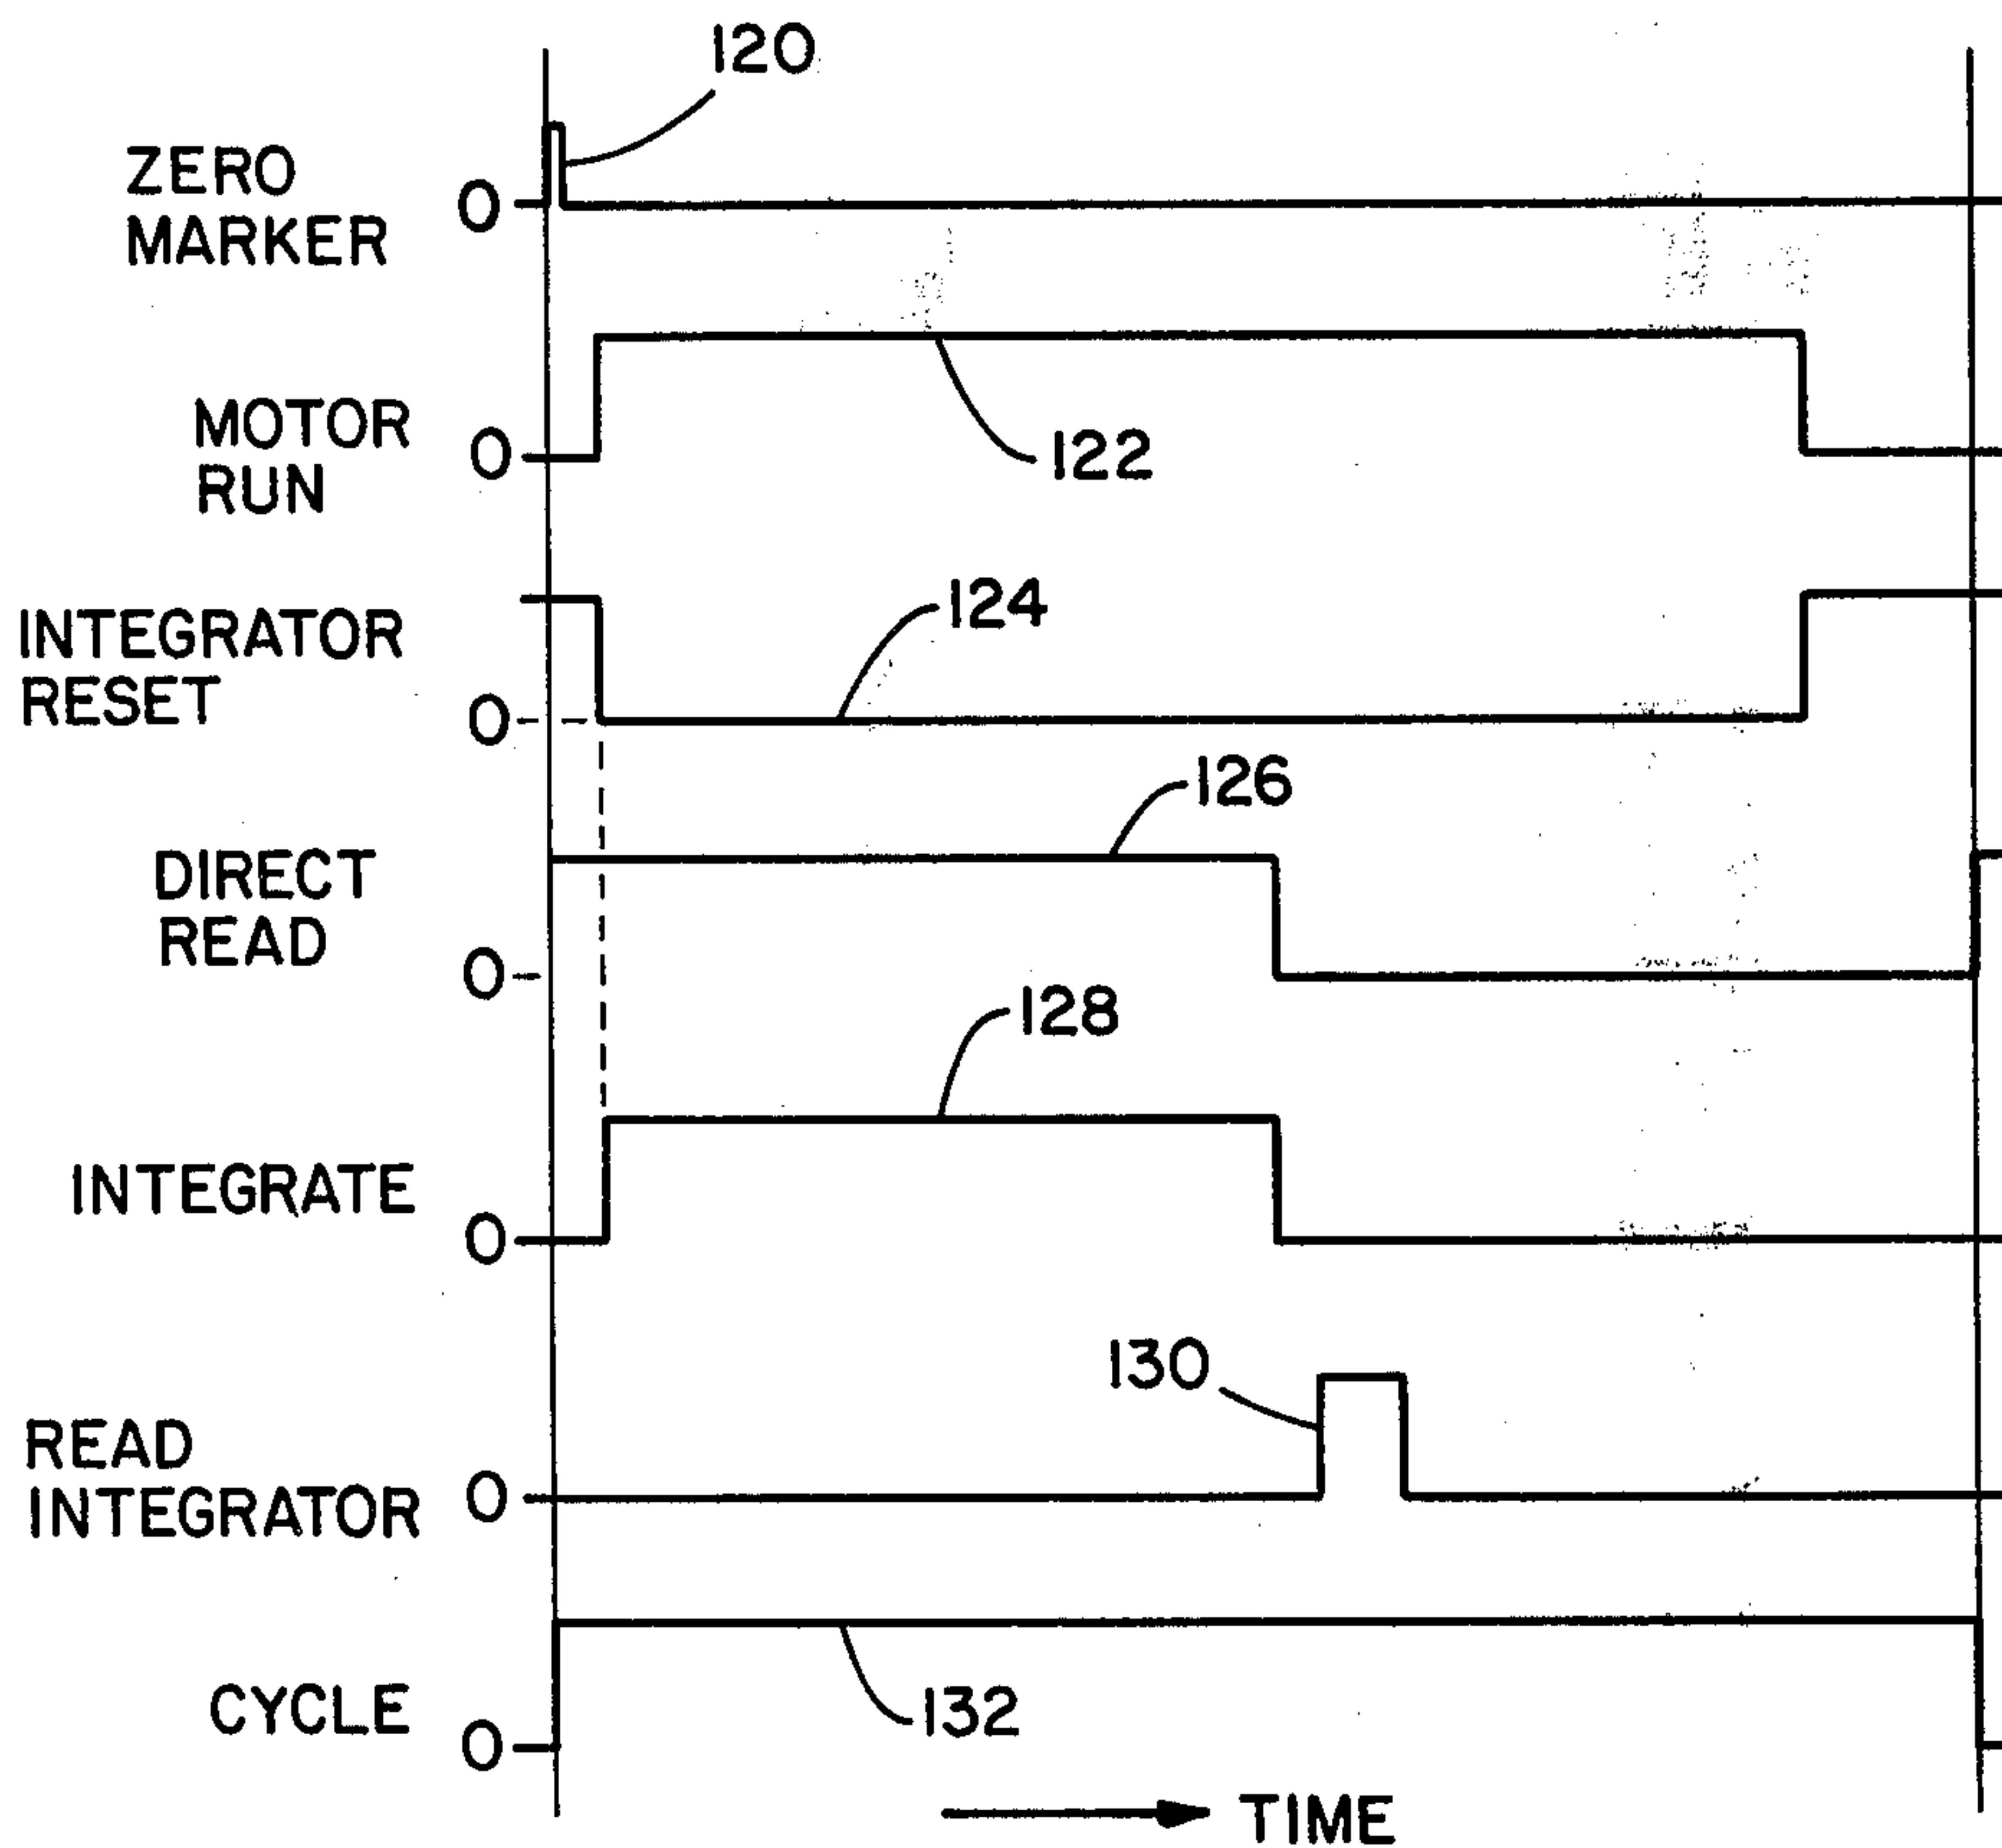 120
ZERO
MARKER
0
MOTOR
RUN
0
122
INTEGRATOR
RESET
0
124
126
DIRECT
READ
0
128
INTEGRATE
0
130
READ
INTEGRATOR
0
CYCLE
0
132
TIME